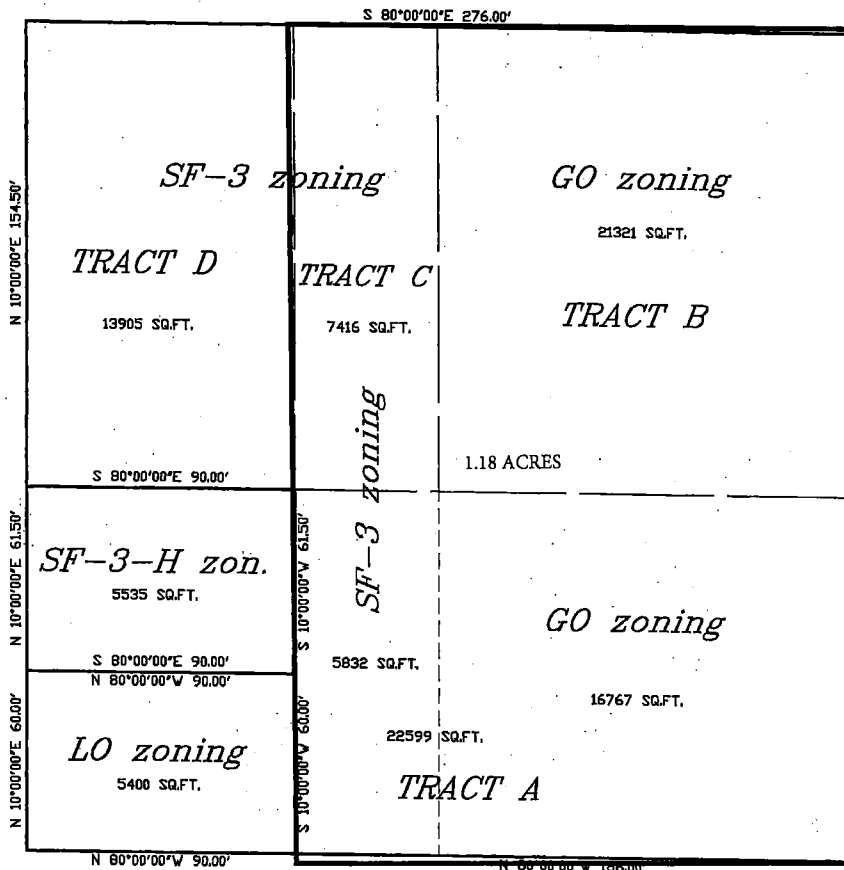 S 80°00'00"E 276.00'
N 10°00'00"E 154.50'
SF-3 zoning
GO zoning
21321 SQ.FT.
TRACT D
TRACT C
TRACT B
13905 SQ.FT.
7416 SQ.FT.
SF-3 zoning
1.18 ACRES
S 80°00'00"E 90.00'
N 10°00'00"E 61.50'
SF-3-H zon.
5535 SQ.FT.
S 10°00'00"W 61.50'
GO zoning
S 80°00'00"E 90.00'
N 80°00'00"W 90.00'
5832 SQ.FT.
16767 SQ.FT.
N 10°00'00"E 60.00'
LO zoning
5400 SQ.FT.
S 10°00'00"W 60.00'
22599 SQ.FT.
TRACT A
N 80°00'00"W 90.00'
N 80°00'00"W 186.00'